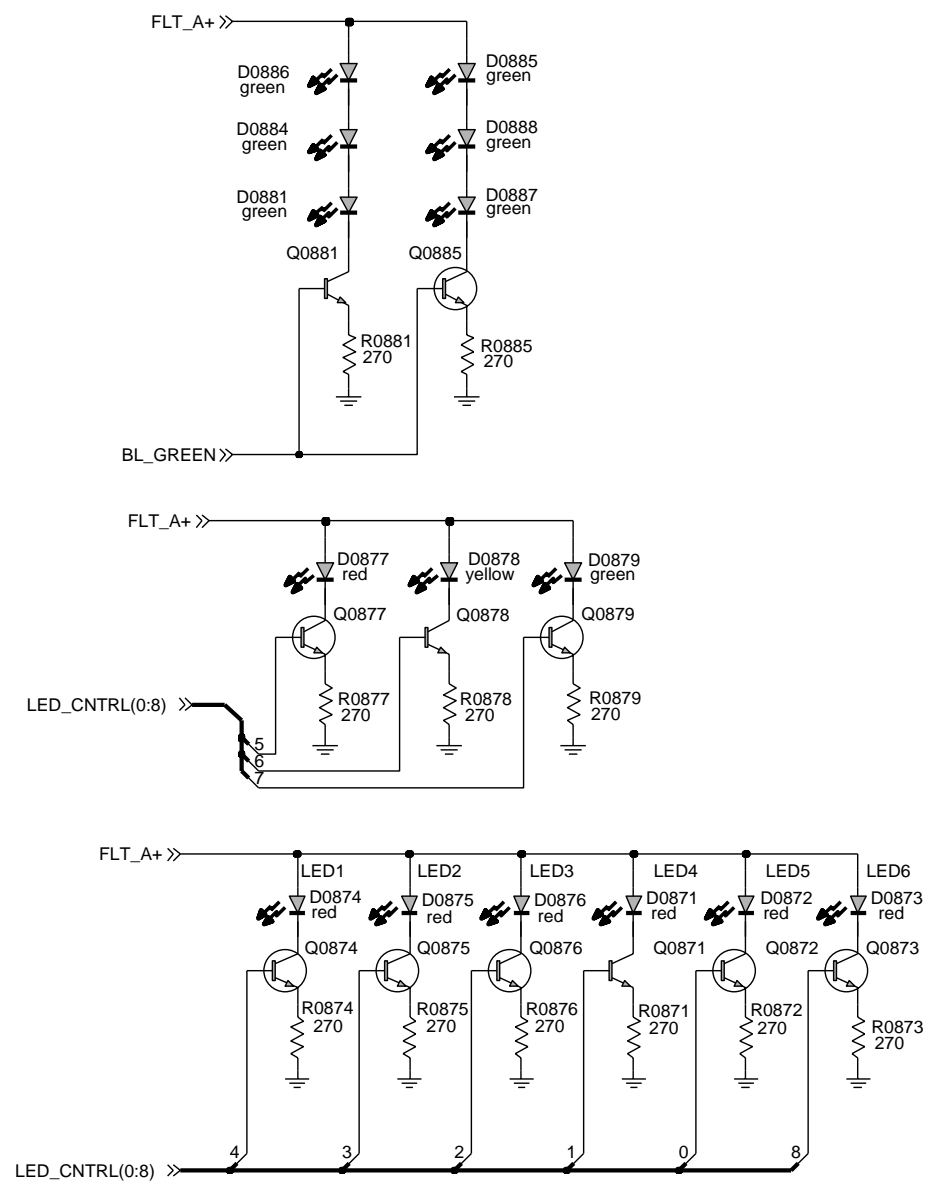 FLT_A+
D0886
green
D0885
green
D0884
green
D0888
green
D0881
green
D0887
green
Q0881
Q0885
R0881
270
R0885
270
BL_GREEN
FLT_A+
D0877
red
D0878
yellow
D0879
green
Q0877
Q0878
Q0879
R0877
270
R0878
270
R0879
270
LED_CNTRL(0:8)
5
6
7
FLT_A+
LED1
LED2
LED3
LED4
LED5
LED6
D0874
red
D0875
red
D0876
red
D0871
red
D0872
red
D0873
red
Q0874
Q0875
Q0876
Q0871
Q0872
Q0873
R0874
270
R0875
270
R0876
270
R0871
270
R0872
270
R0873
270
4
3
2
1
0
8
LED_CNTRL(0:8)